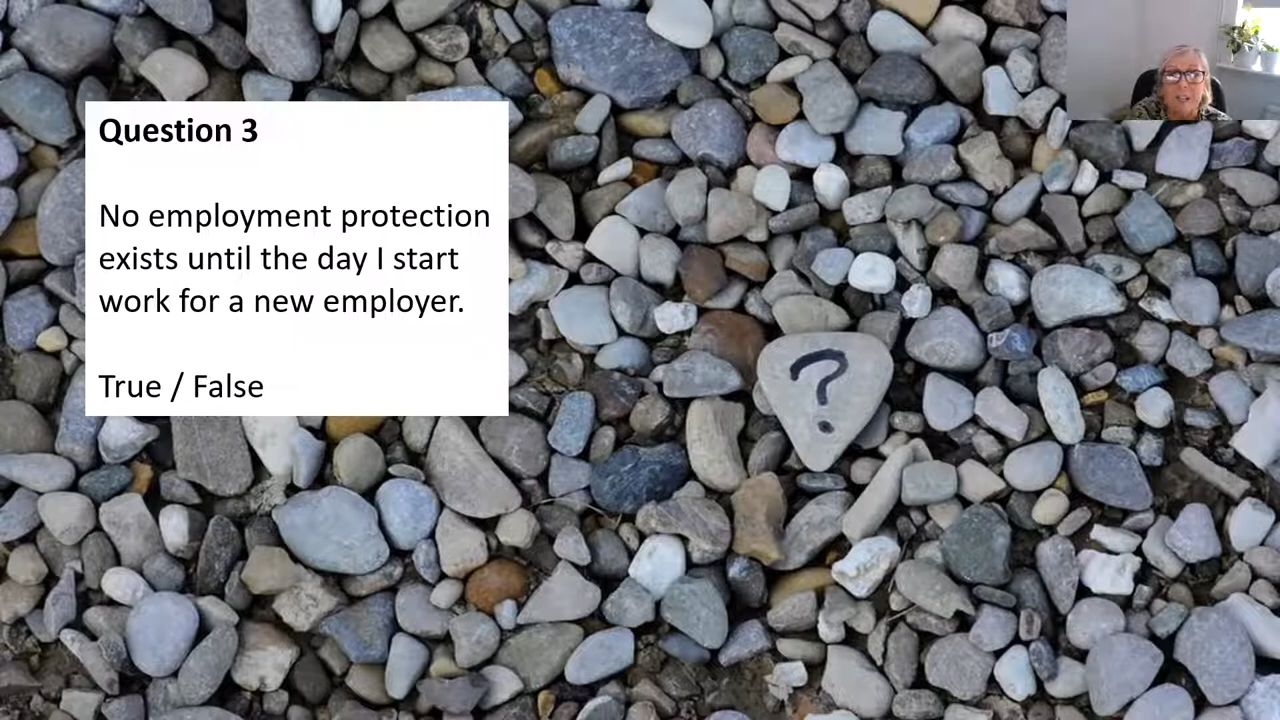 Question 3
No employment protection
exists until the day I start
work for a new employer.
True / False
?